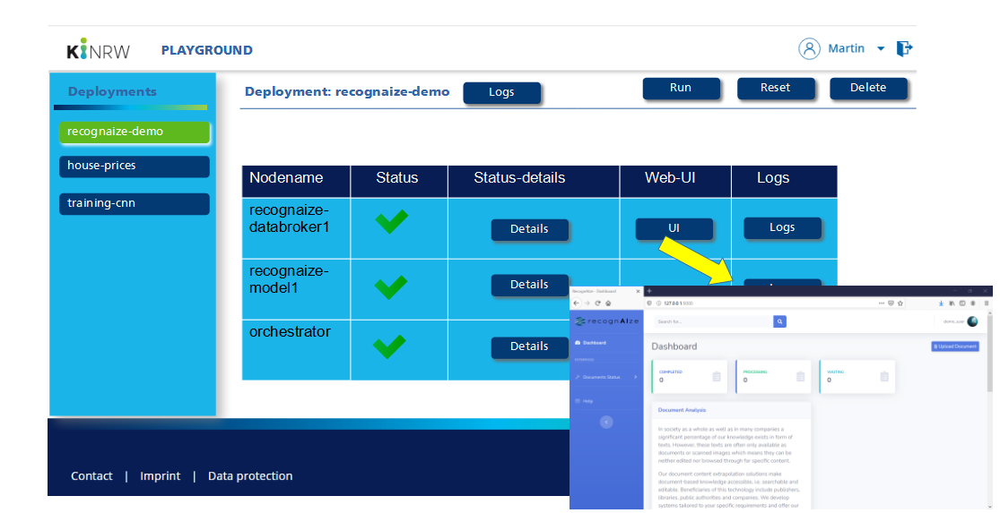 KINRW PLAYGROUND
Martin
Deployments
recognaize-demo
house-prices
training-cnn
Deployment: recognaize-demo
Logs
Run
Reset
Delete
Nodename Status Status-details Web-UI Logs
recognaize-
databroker1
Details
UI
Logs
recognaize-
model1
Details
orchestrator
Details
RecognAIze - Dashboard
127.0.0.1
recognAIze
Search for...
Dashboard
Documents Status
Help
Dashboard
Upload Document
COMPLETED
0
PROCESSING
0
WAITING
0
Document Analysis
In society as a whole as well as in many companies a
significant percentage of our knowledge exists in form of
texts. However, these texts are often only available as
documents or scanned images which means they can be
neither edited nor browsed through for specific content.
Our document content extrapolation solutions make
document-based knowledge accessible, i.e. searchable and
editable. Beneficiaries of this technology include publishers,
libraries, public authorities and companies. We develop
systems tailored to your specific requirements and offer our
Contact | Imprint | Data protection